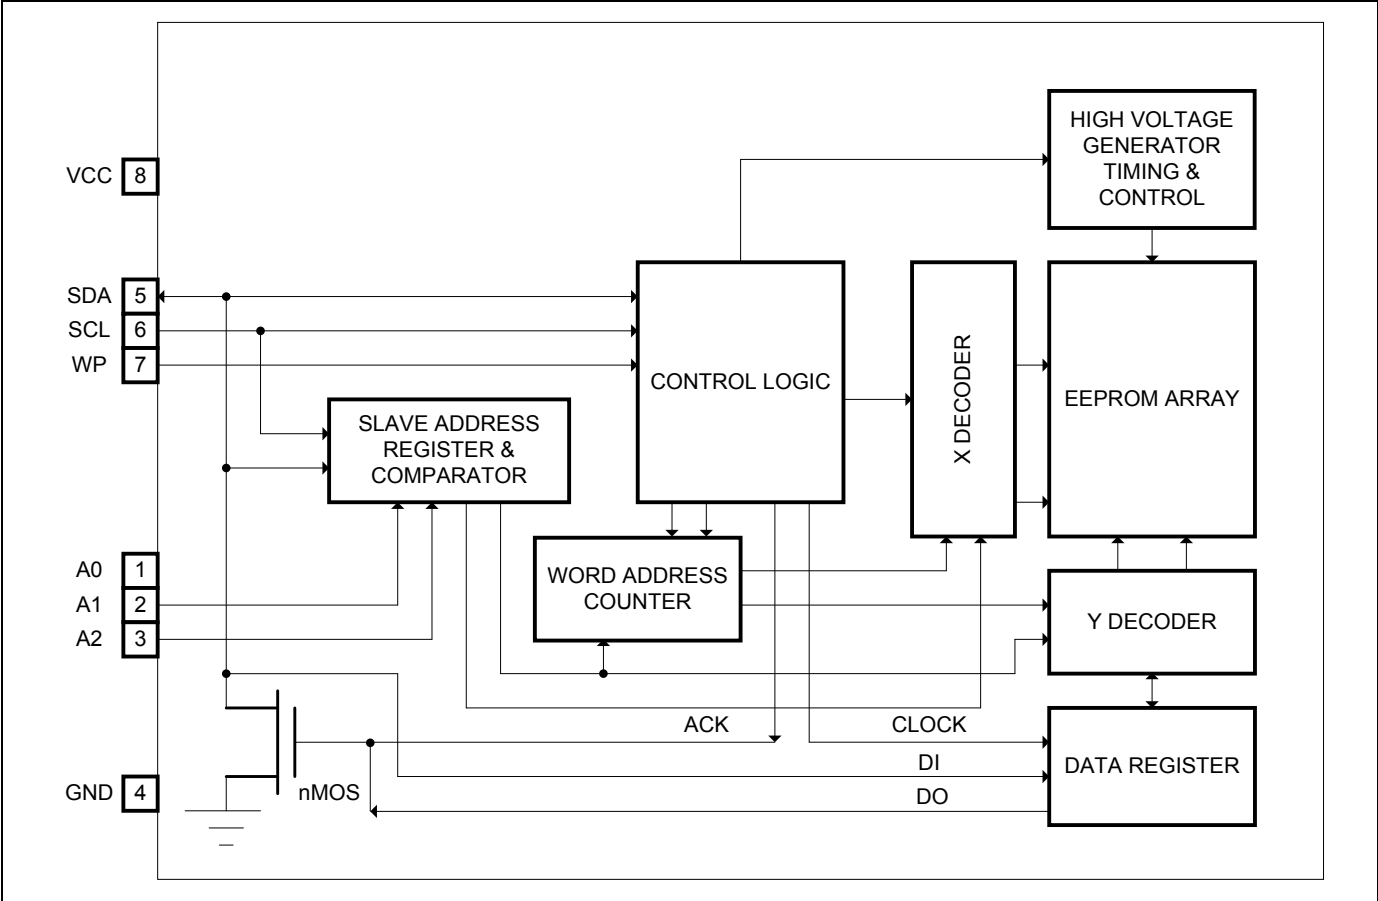 HIGH VOLTAGE
GENERATOR
TIMING &
CONTROL
VCC 8
SDA 5
SCL 6
WP 7
CONTROL LOGIC
X DECODER
EEPROM ARRAY
SLAVE ADDRESS
REGISTER &
COMPARATOR
A0 1
A1 2
A2 3
WORD ADDRESS
COUNTER
Y DECODER
ACK
CLOCK
DI
DATA REGISTER
DO
GND 4
nMOS